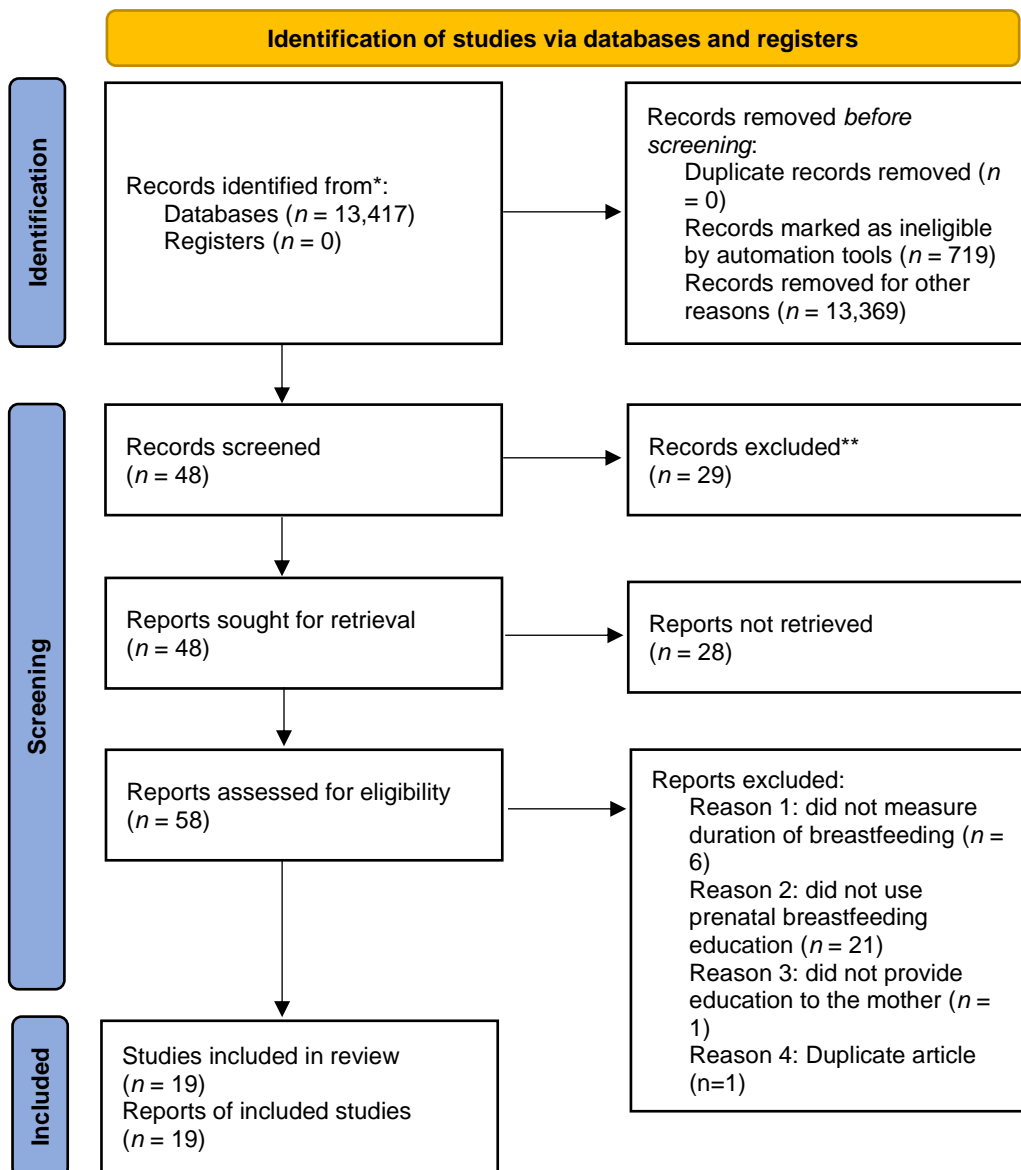 Identification of studies via databases and registers
Identification
Records identified from*:
Databases (n = 13,417)
Registers (n = 0)
Records removed before
screening:
Duplicate records removed (n
= 0)
Records marked as ineligible
by automation tools (n = 719)
Records removed for other
reasons (n = 13,369)
Screening
Records screened
(n = 48)
Records excluded**
(n = 29)
Reports sought for retrieval
(n = 48)
Reports not retrieved
(n = 28)
Reports assessed for eligibility
(n = 58)
Reports excluded:
Reason 1: did not measure
duration of breastfeeding (n =
6)
Reason 2: did not use
prenatal breastfeeding
education (n = 21)
Reason 3: did not provide
education to the mother (n =
1)
Reason 4: Duplicate article
(n=1)
Included
Studies included in review
(n = 19)
Reports of included studies
(n = 19)